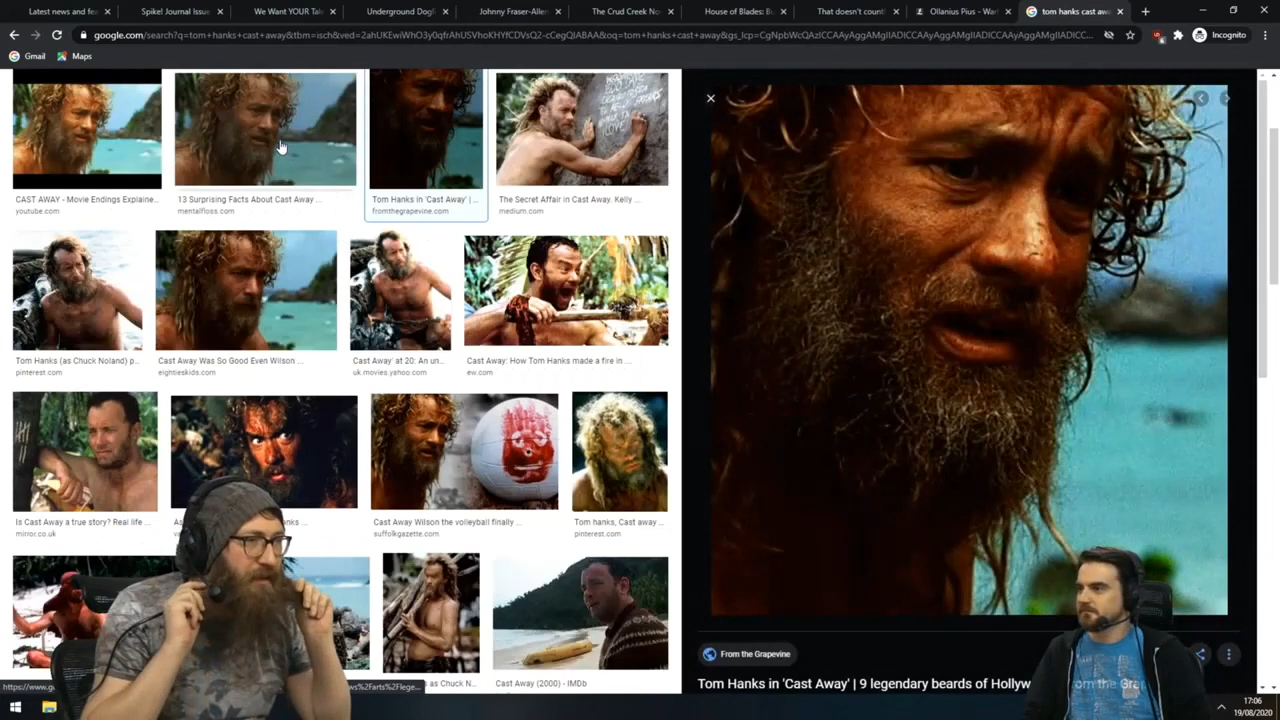 Latest news and fea
Spikel Journal Issue
We Want YOUR Tale
Underground Dogf
Johnny Fraser-Allen
The Crud Creek No
House of Blades: B
That doesn't count!
Ollanius Pius - War
tom hanks cast awa
google.com/search?q=tom+hanks+cast+away&tbm=isch&ved=
Incognito
Gmail
Maps
CAST AWAY - Movie Endings Explaine...
youtube.com
13 Surprising Facts About Cast Away ...
mentalfloss.com
Tom Hanks in 'Cast Away' | ...
fromthegrapevine.com
The Secret Affair in Cast Away. Kelly ...
medium.com
Tom Hanks (as Chuck Noland) p...
pinterest.com
Cast Away Was So Good Even Wilson ...
eightieskids.com
Cast Away' at 20: An un...
uk.movies.yahoo.com
Cast Away: How Tom Hanks made a fire in ...
ew.com
Is Cast Away a true story? Real life ...
mirror.co.uk
Cast Away Wilson the volleyball finally ...
suffolkgazette.com
Tom hanks, Cast away ...
pinterest.com
as Chuck N...
Cast Away (2000) - IMDb
From the Grapevine
Tom Hanks in 'Cast Away' | 9 legendary beards of Hollyw
17:06
19/08/2020